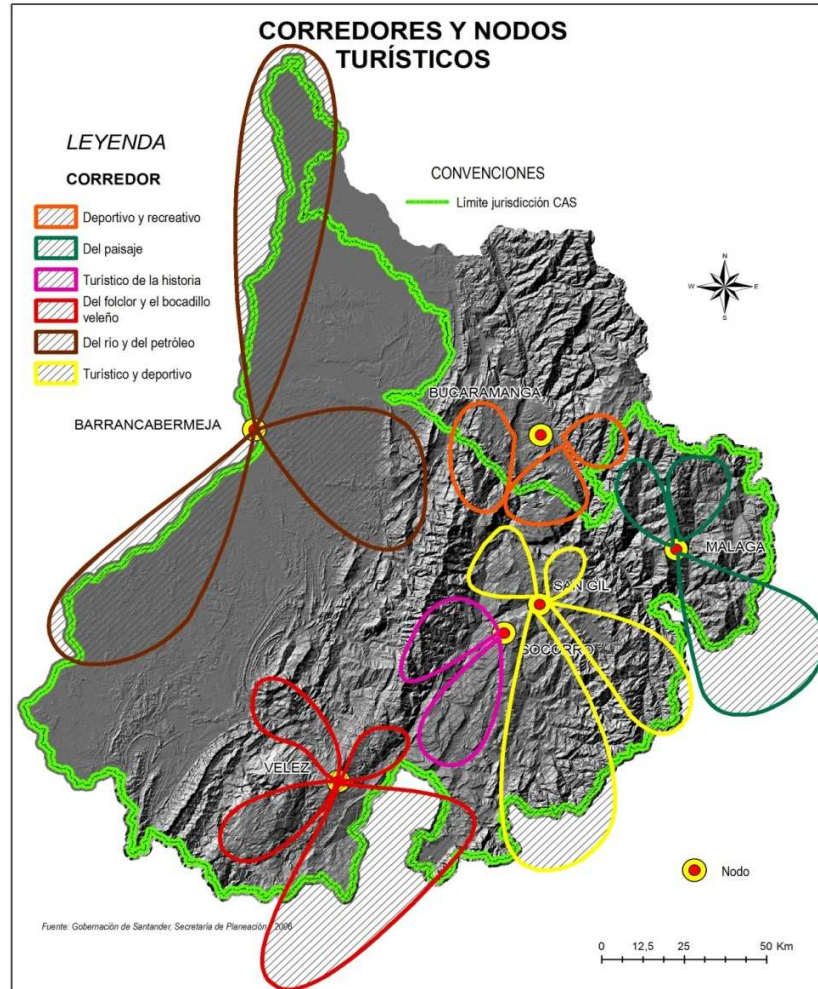 CORREDORES Y NODOS
TURÍSTICOS
LEYENDA
CORREDOR
Deportivo y recreativo
Del paisaje
Turistico de la historia
Del folclor y el bocadillo
veleño
Del río y del petróleo
Turistico y deportivo
CONVENCIONES
Límite jurisdicción CAS
N
W
E
S
BUCARAMANGA
BARRANCABERMEJA
MALAGA
SAN GIL
SOCORRO
VELEZ
Nodo
Fuente: Gobernación de Santander, Secretaría de Planeación, 2006
0 12,5 25 50 Km